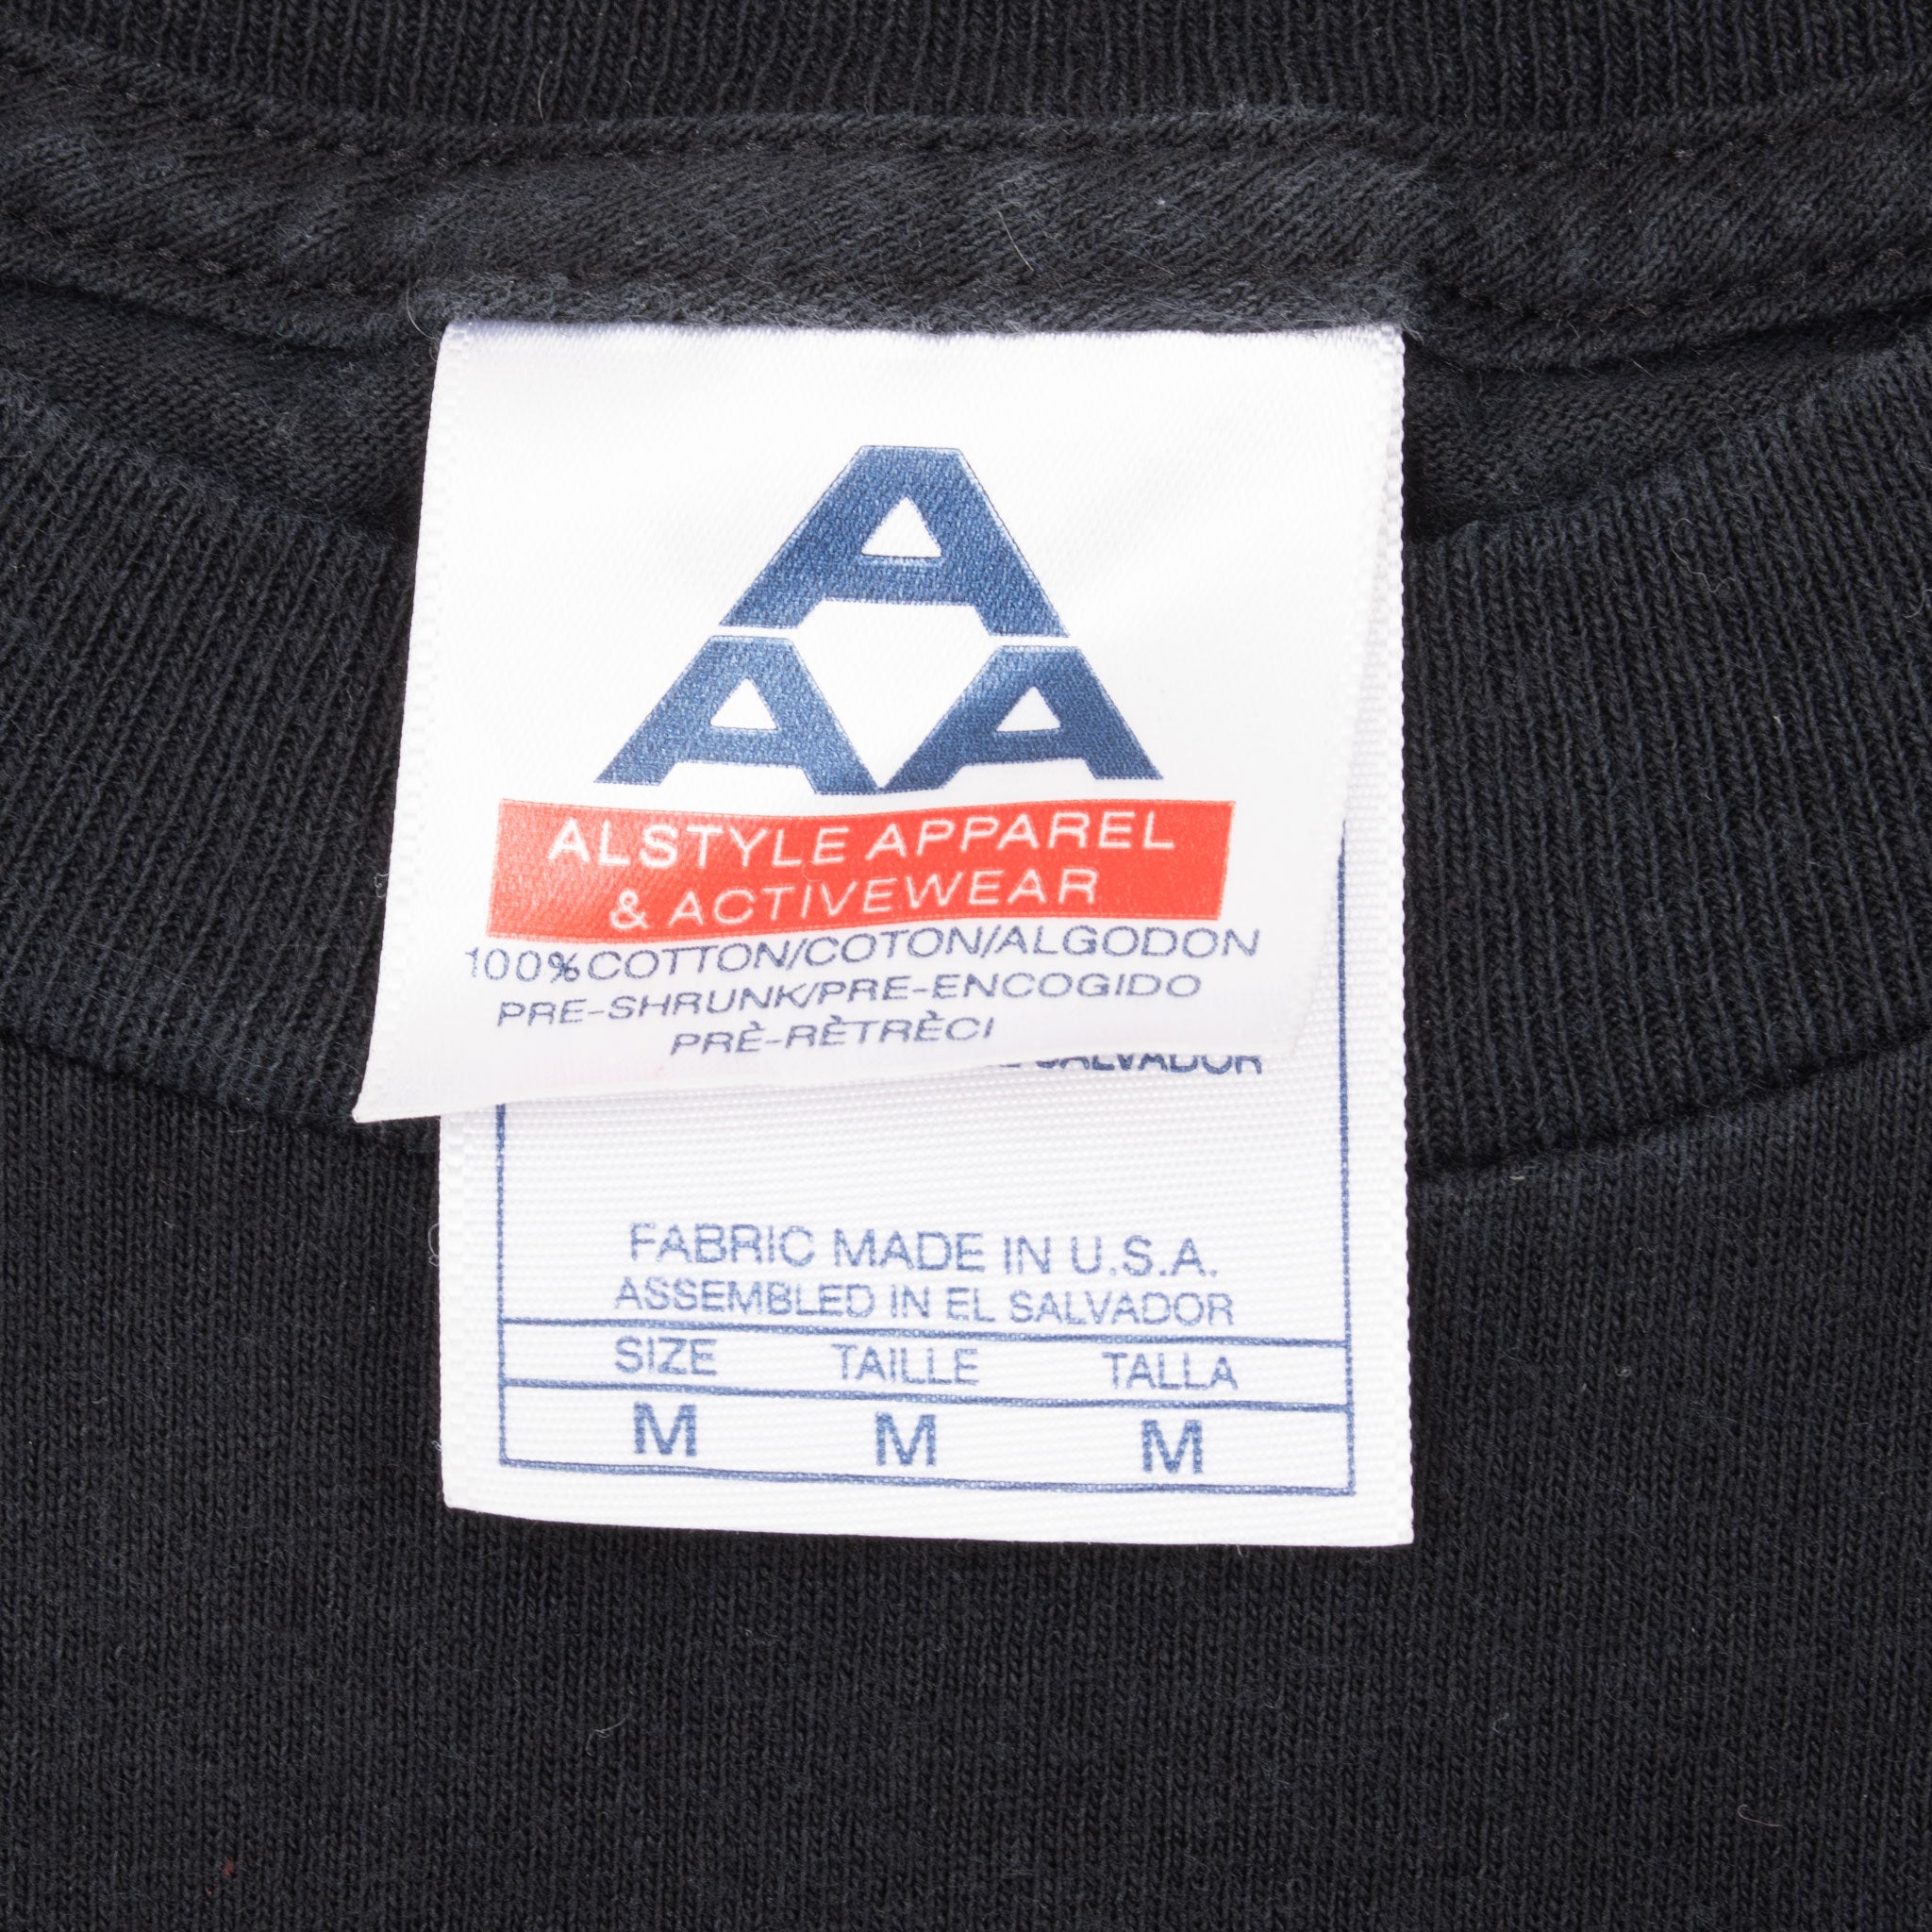 A
A A
ALSTYLE APPAREL
& ACTIVEWEAR
100% COTTON/COTON/ALGODON
PRE-SHRUNK/PRE-ENCOGIDO
PRÈ-RÈTRÈCI
SALVADOR
FABRIC MADE IN U.S.A.
ASSEMBLED IN EL SALVADOR
SIZE TAILLE TALLA
M M M